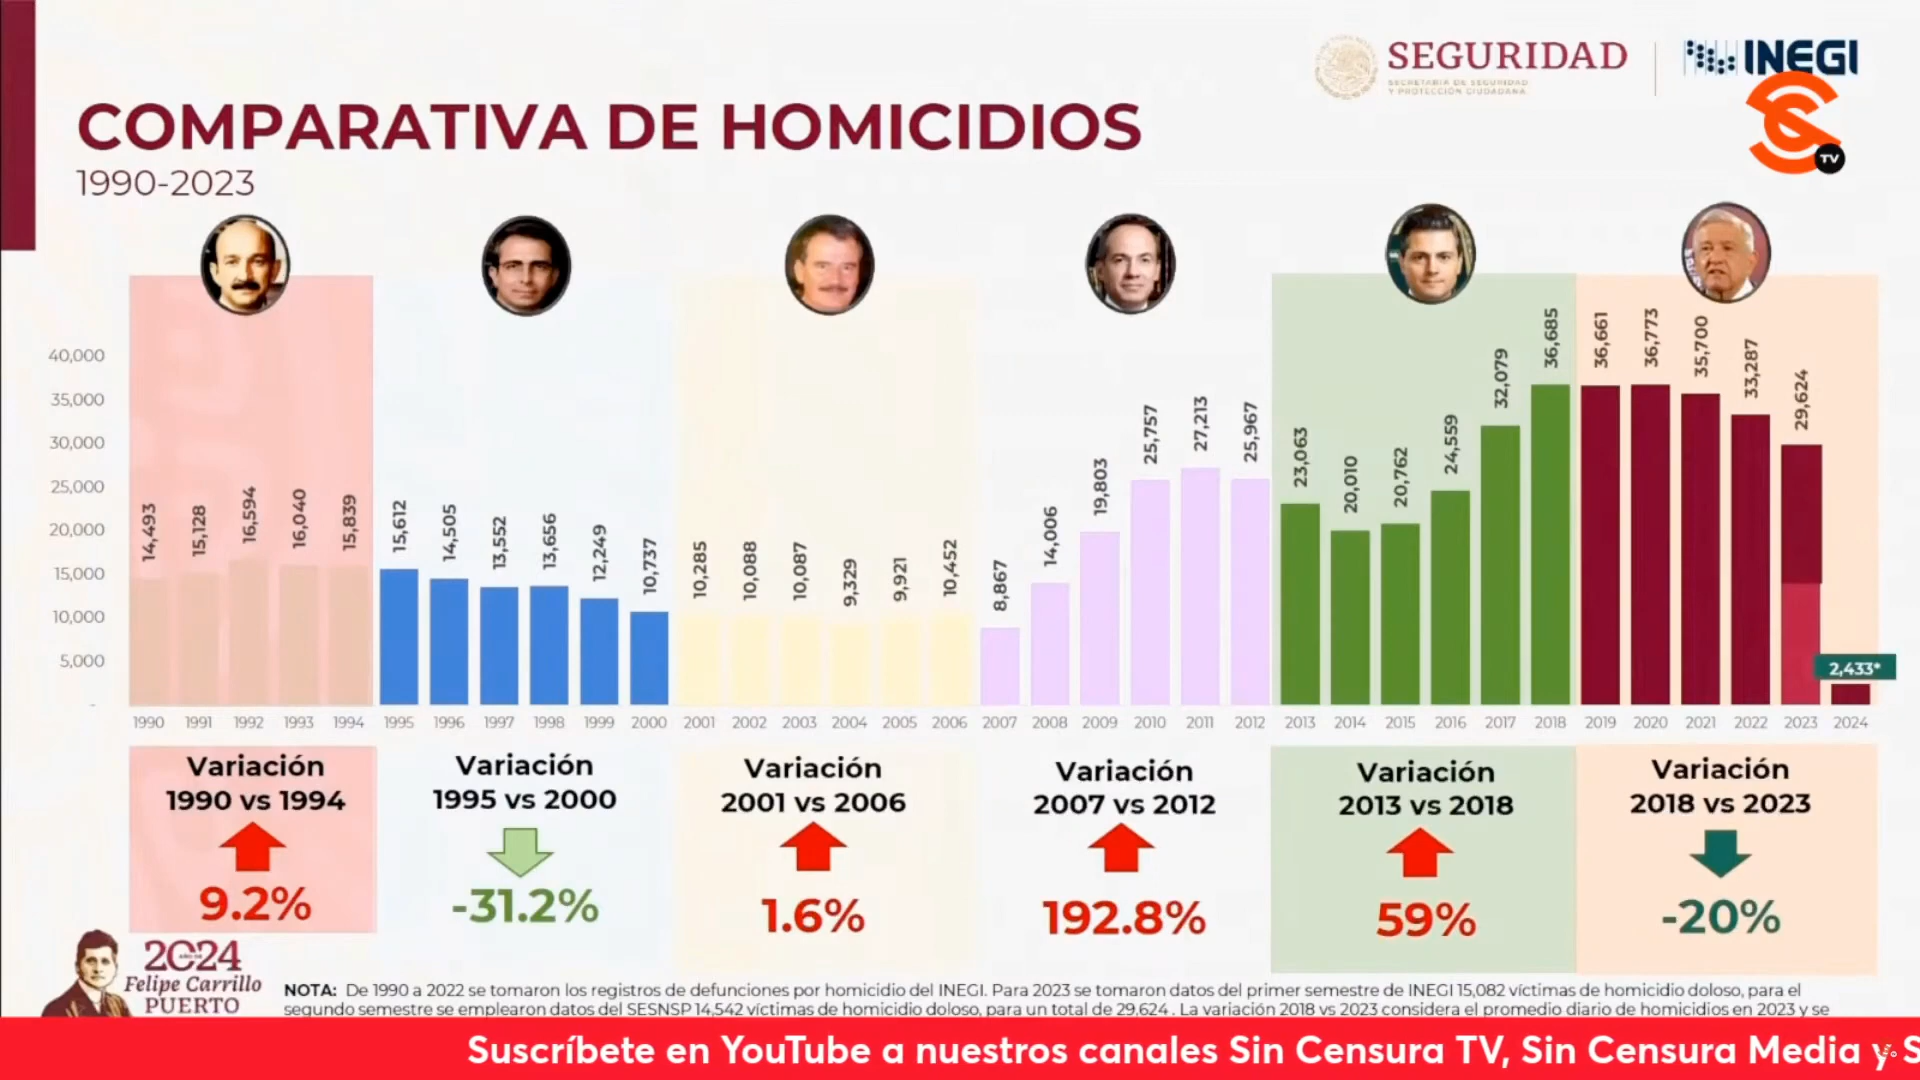 SEGURIDAD
SECRETARÍA DE SEGURIDAD
Y PROTECCIÓN CIUDADANA
INEGI
TV
COMPARATIVA DE HOMICIDIOS
1990-2023
40,000
35,000
30,000
25,000
20,000
15,000
10,000
5,000
-
14,493
15,128
16,594
16,040
15,839
15,612
14,505
13,552
13,656
12,249
10,737
10,285
10,088
10,087
9,329
9,921
10,452
8,867
14,006
19,803
25,757
27,213
25,967
23,063
20,010
20,762
24,559
32,079
36,685
36,661
36,773
35,700
33,287
29,624
2,433*
1990 1991 1992 1993 1994 1995 1996 1997 1998 1999 2000 2001 2002 2003 2004 2005 2006 2007 2008 2009 2010 2011 2012 2013 2014 2015 2016 2017 2018 2019 2020 2021 2022 2023 2024
Variación
1990 vs 1994
9.2%
Variación
1995 vs 2000
-31.2%
Variación
2001 vs 2006
1.6%
Variación
2007 vs 2012
192.8%
Variación
2013 vs 2018
59%
Variación
2018 vs 2023
-20%
2024
AÑO DE
Felipe Carrillo
PUERTO
NOTA: De 1990 a 2022 se tomaron los registros de defunciones por homicidio del INEGI. Para 2023 se tomaron datos del primer semestre de INEGI 15,082 víctimas de homicidio doloso, para el
segundo semestre se emplearon datos del SESNSP 14,542 víctimas de homicidio doloso, para un total de 29,624 . La variación 2018 vs 2023 considera el promedio diario de homicidios en 2023 y se
Suscríbete en YouTube a nuestros canales Sin Censura TV, Sin Censura Media y S